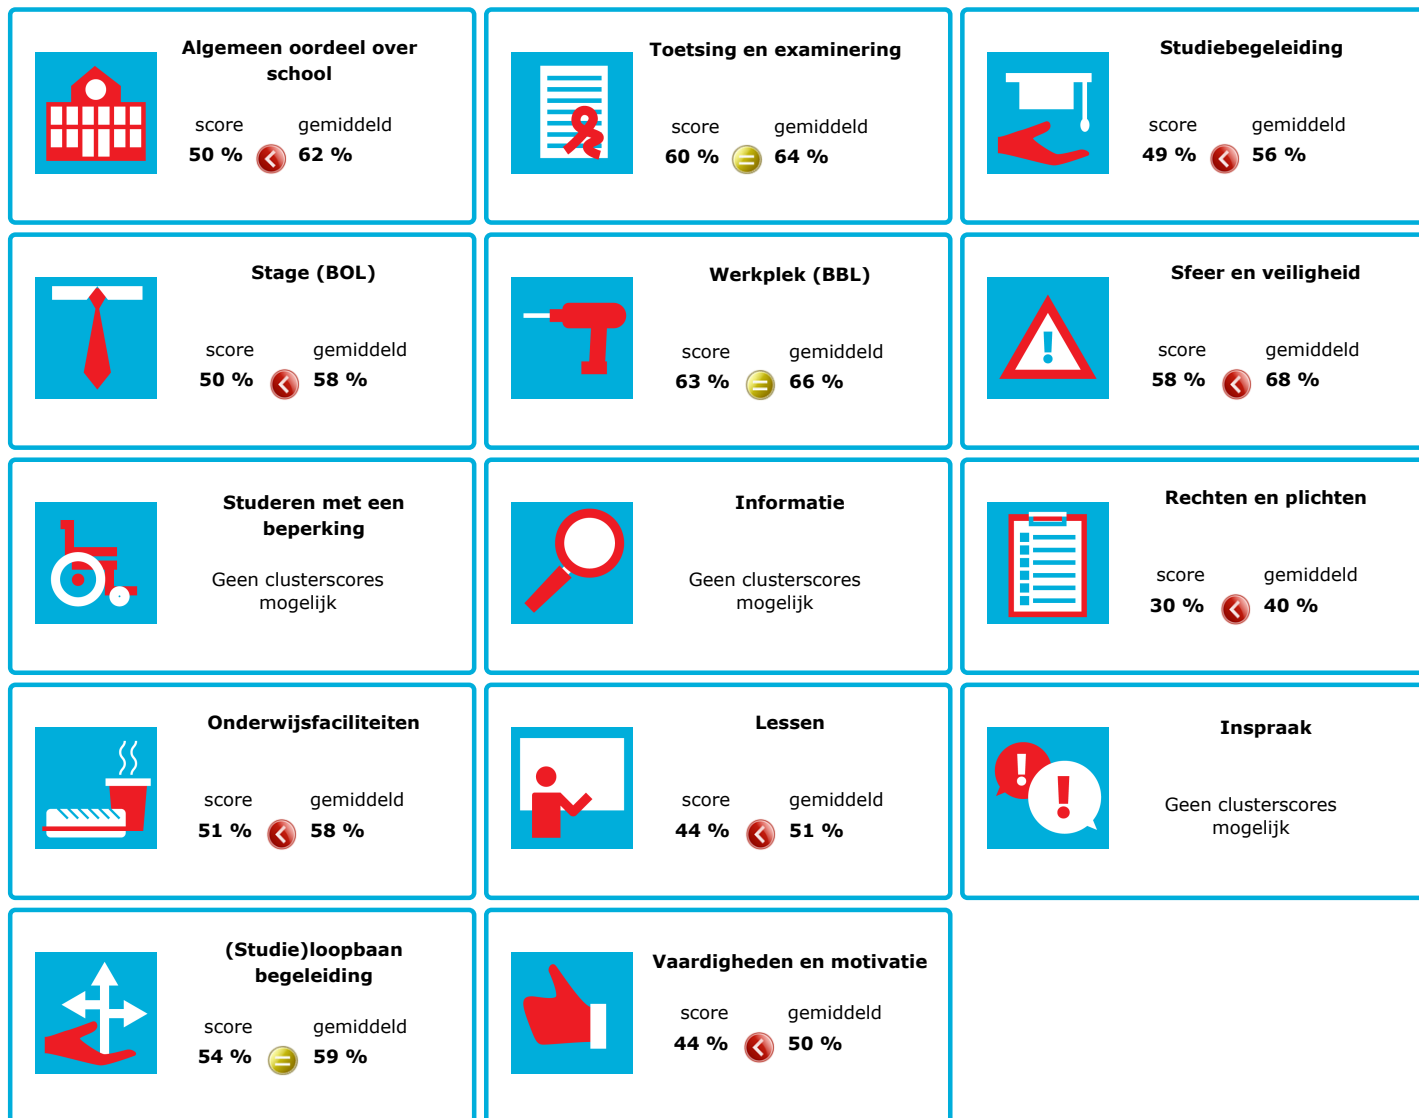 Algemeen oordeel over
school
score gemiddeld
50 % 62 %
Toetsing en examinering
score gemiddeld
60 % 64 %
Studiebegeleiding
score gemiddeld
49 % 56 %
Stage (BOL)
score gemiddeld
50 % 58 %
Werkplek (BBL)
score gemiddeld
63 % 66 %
Sfeer en veiligheid
score gemiddeld
58 % 68 %
Studeren met een
beperking
Geen clusterscores
mogelijk
Informatie
Geen clusterscores
mogelijk
Rechten en plichten
score gemiddeld
30 % 40 %
Onderwijsfaciliteiten
score gemiddeld
51 % 58 %
Lessen
score gemiddeld
44 % 51 %
Inspraak
Geen clusterscores
mogelijk
(Studie)loopbaan
begeleiding
score gemiddeld
54 % 59 %
Vaardigheden en motivatie
score gemiddeld
44 % 50 %